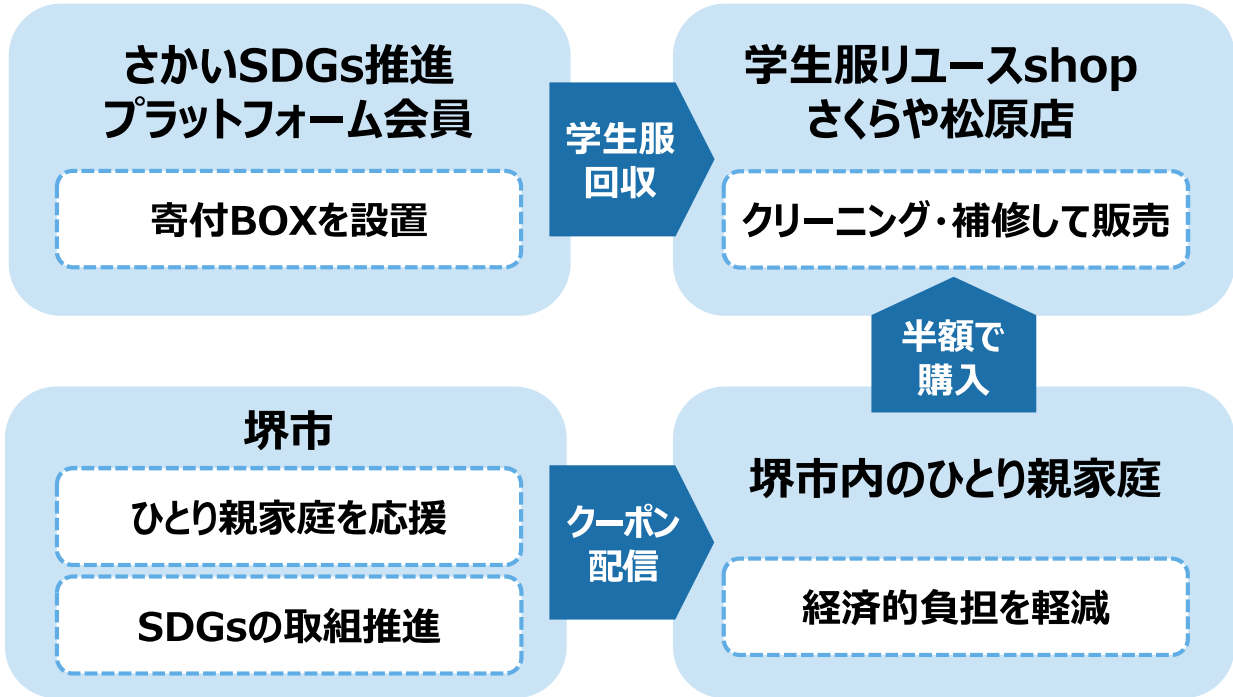 さかいSDGs推進
プラットフォーム会員
寄付BOXを設置
学生服
回収
学生服リユースshop
さくらや松原店
クリーニング・補修して販売
半額で
購入
堺市
ひとり親家庭を応援
SDGsの取組推進
クーポン
配信
堺市内のひとり親家庭
経済的負担を軽減